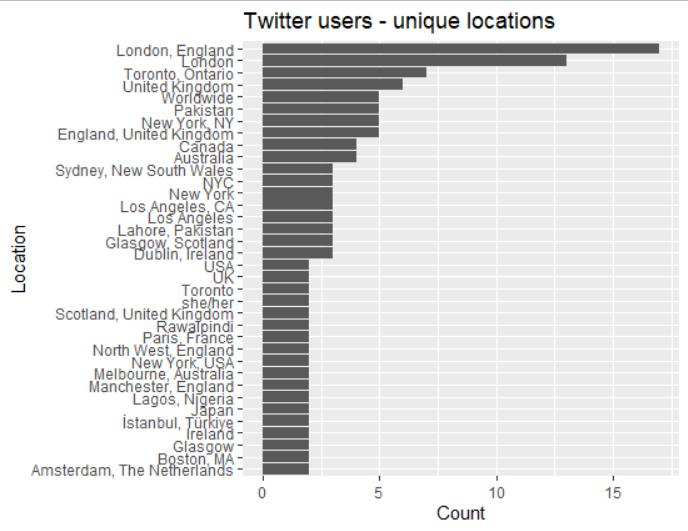 Twitter users - unique locations
London, England
London
Toronto, Ontario
United Kingdom
Worldwide
Pakistan
New York, NY
England, United Kingdom
Canada
Australia
Sydney, New South Wales
NYC
New York
Los Angeles, CA
Los Angeles
Lahore, Pakistan
Glasgow, Scotland
Dublin, Ireland
USA
UK
Toronto
she/her
Scotland, United Kingdom
Rawalpindi
Paris, France
North West, England
New York, USA
Melbourne, Australia
Manchester, England
Lagos, Nigeria
Japan
İstanbul, Türkiye
Ireland
Glasgow
Boston, MA
Amsterdam, The Netherlands
Location
0 5 10 15
Count